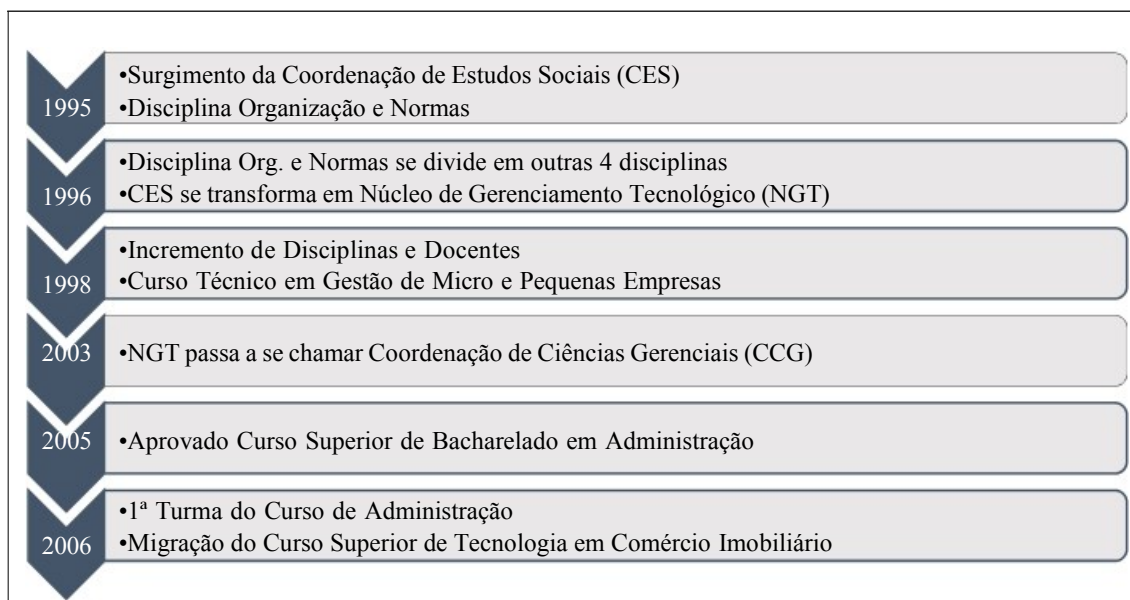 1995
•Surgimento da Coordenação de Estudos Sociais (CES)
•Disciplina Organização e Normas
1996
•Disciplina Org. e Normas se divide em outras 4 disciplinas
•CES se transforma em Núcleo de Gerenciamento Tecnológico (NGT)
1998
•Incremento de Disciplinas e Docentes
•Curso Técnico em Gestão de Micro e Pequenas Empresas
2003
•NGT passa a se chamar Coordenação de Ciências Gerenciais (CCG)
2005
•Aprovado Curso Superior de Bacharelado em Administração
2006
•1ª Turma do Curso de Administração
•Migração do Curso Superior de Tecnologia em Comércio Imobiliário